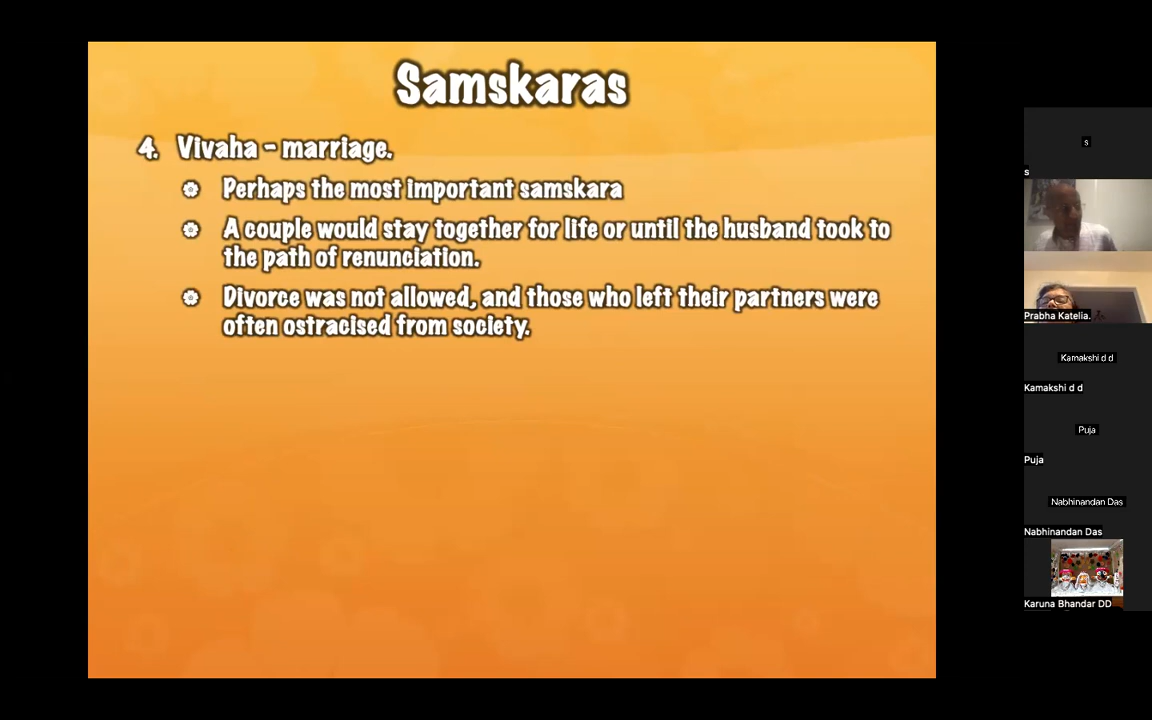 Samskaras
4. Vivaha - marriage.
Perhaps the most important samskara
A couple would stay together for life or until the husband took to
the path of renunciation.
Divorce was not allowed, and those who left their partners were
often ostracised from society.
s
s
Prabha Katelia.
Kamakshi d d
Kamakshi d d
Puja
Puja
Nabhinandan Das
Nabhinandan Das
Karuna Bhandar DD